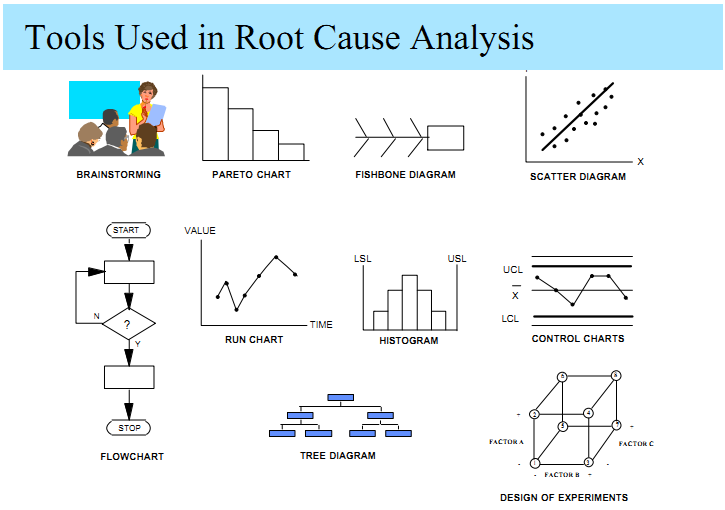 Tools Used in Root Cause Analysis
BRAINSTORMING
PARETO CHART
FISHBONE DIAGRAM
X
SCATTER DIAGRAM
START
N
?
Y
STOP
FLOWCHART
VALUE
TIME
RUN CHART
LSL
USL
HISTOGRAM
UCL
X
LCL
CONTROL CHARTS
TREE DIAGRAM
FACTOR A
+
-
FACTOR B
- +
FACTOR C
+
-
DESIGN OF EXPERIMENTS